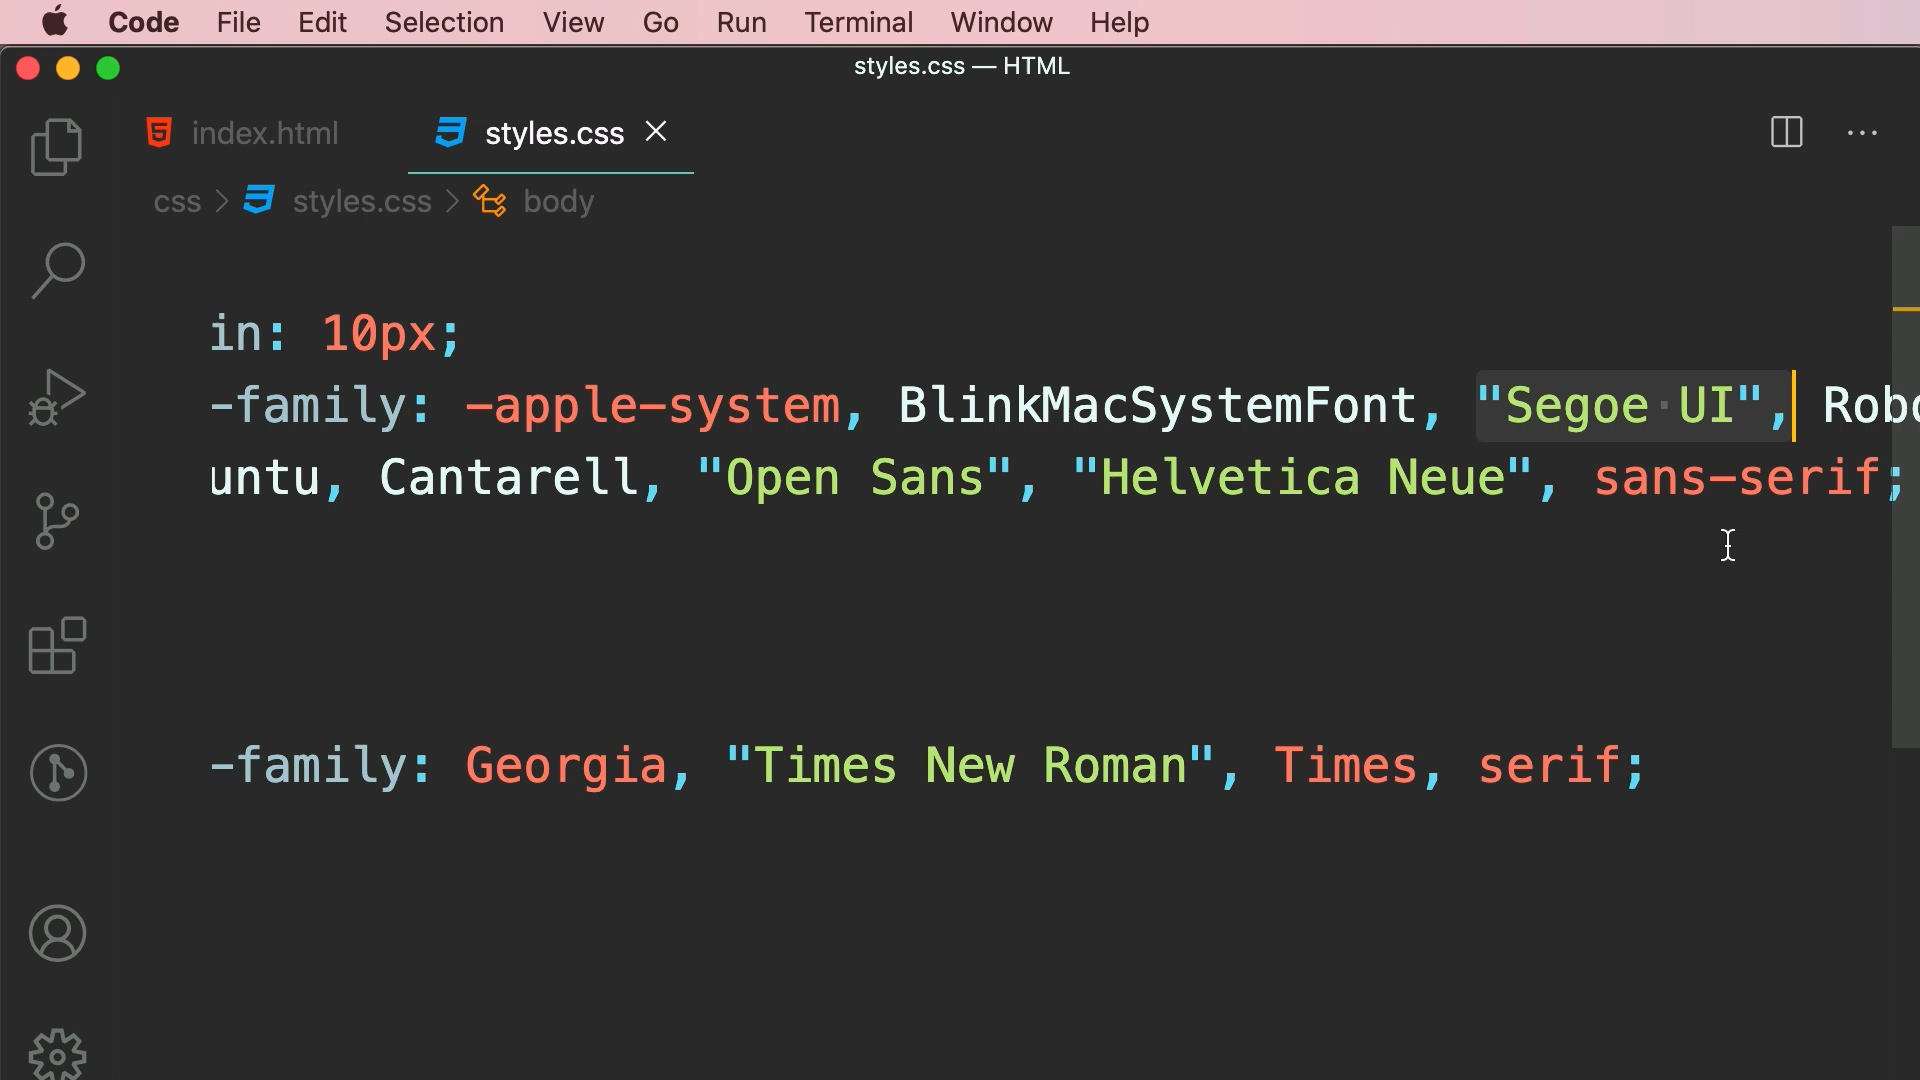 Code File Edit Selection View Go Run Terminal Window Help
styles.css — HTML
index.html styles.css
css > styles.css > body
in: 10px;
-family: -apple-system, BlinkMacSystemFont, "Segoe UI", Robo
untu, Cantarell, "Open Sans", "Helvetica Neue", sans-serif;
-family: Georgia, "Times New Roman", Times, serif;